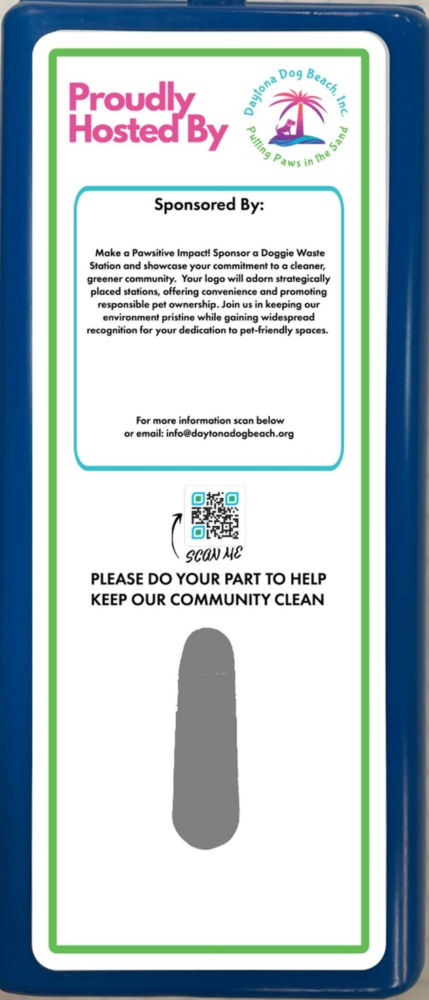 Proudly
Hosted By
Daytona Dog Beach, Inc.
Putting Paws in the Sand
Sponsored By:
Make a Pawsitive Impact! Sponsor a Doggie Waste
Station and showcase your commitment to a cleaner,
greener community. Your logo will adorn strategically
placed stations, offering convenience and promoting
responsible pet ownership. Join us in keeping our
environment pristine while gaining widespread
recognition for your dedication to pet-friendly spaces.
For more information scan below
or email: info@daytonadogbeach.org
SCAN ME
PLEASE DO YOUR PART TO HELP
KEEP OUR COMMUNITY CLEAN